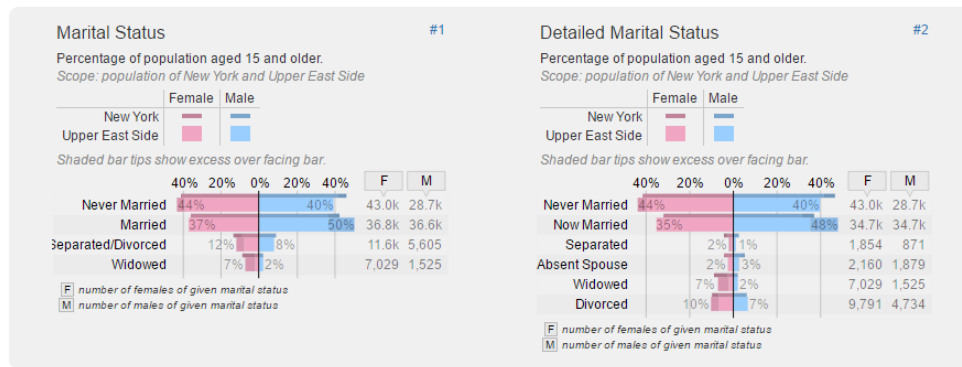 Marital Status #1
Percentage of population aged 15 and older.
Scope: population of New York and Upper East Side
Female Male
New York
Upper East Side
Shaded bar tips show excess over facing bar.
40% 20% 0% 20% 40% F M
Never Married 44% 40% 43.0k 28.7k
Married 37% 50% 36.8k 36.6k
Separated/Divorced 12% 8% 11.6k 5,605
Widowed 7% 2% 7,029 1,525
F number of females of given marital status
M number of males of given marital status
Detailed Marital Status #2
Percentage of population aged 15 and older.
Scope: population of New York and Upper East Side
Female Male
New York
Upper East Side
Shaded bar tips show excess over facing bar.
40% 20% 0% 20% 40% F M
Never Married 44% 40% 43.0k 28.7k
Now Married 35% 48% 34.7k 34.7k
Separated 2% 1% 1,854 871
Absent Spouse 2% 3% 2,160 1,879
Widowed 7% 2% 7,029 1,525
Divorced 10% 7% 9,791 4,734
F number of females of given marital status
M number of males of given marital status